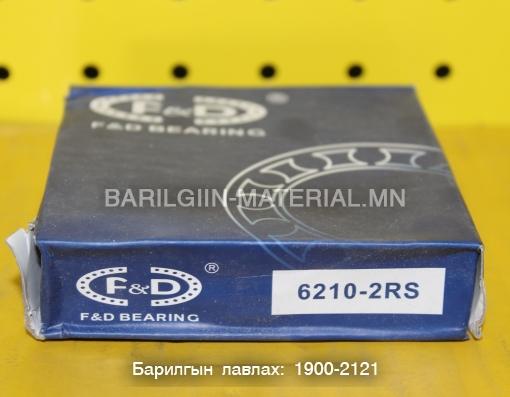 F&D ®
F&D BEARING
BARILGIIN-MATERIAL.MN
F&D ®
F&D BEARING
6210-2RS
Барилгын лавлах: 1900-2121